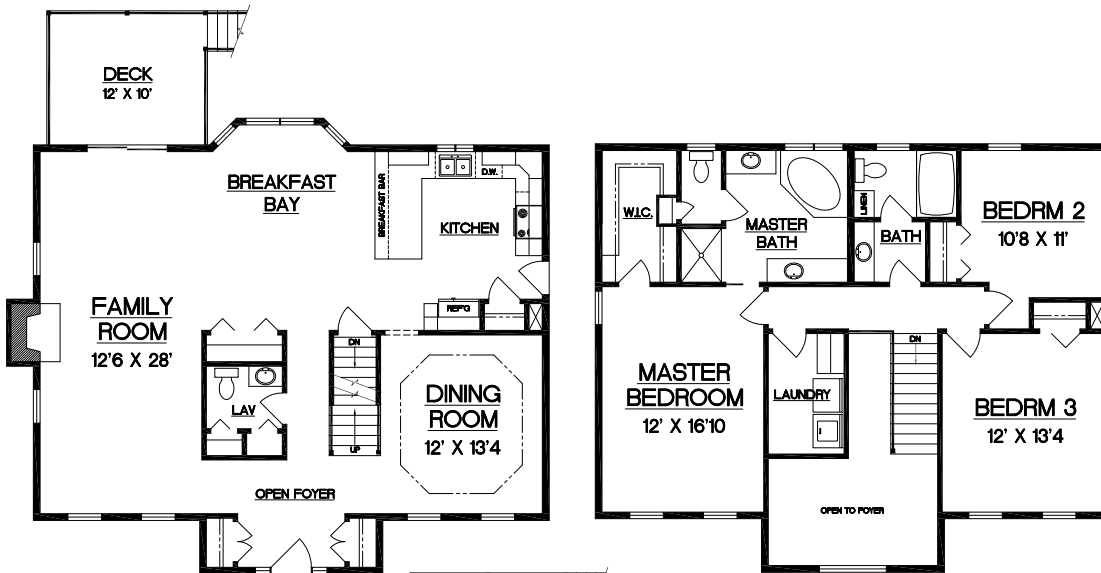 DECK
12' X 10'
BREAKFAST
BAY
BREAKFAST BAR
D.W.
KITCHEN
REF'G
FAMILY
ROOM
12'6 X 28'
DN
UP
LAV
DINING
ROOM
12' X 13'4
OPEN FOYER
W.I.C.
MASTER
BATH
LINEN
BATH
BEDRM 2
10'8 X 11'
MASTER
BEDROOM
12' X 16'10
LAUNDRY
DN
BEDRM 3
12' X 13'4
OPEN TO FOYER